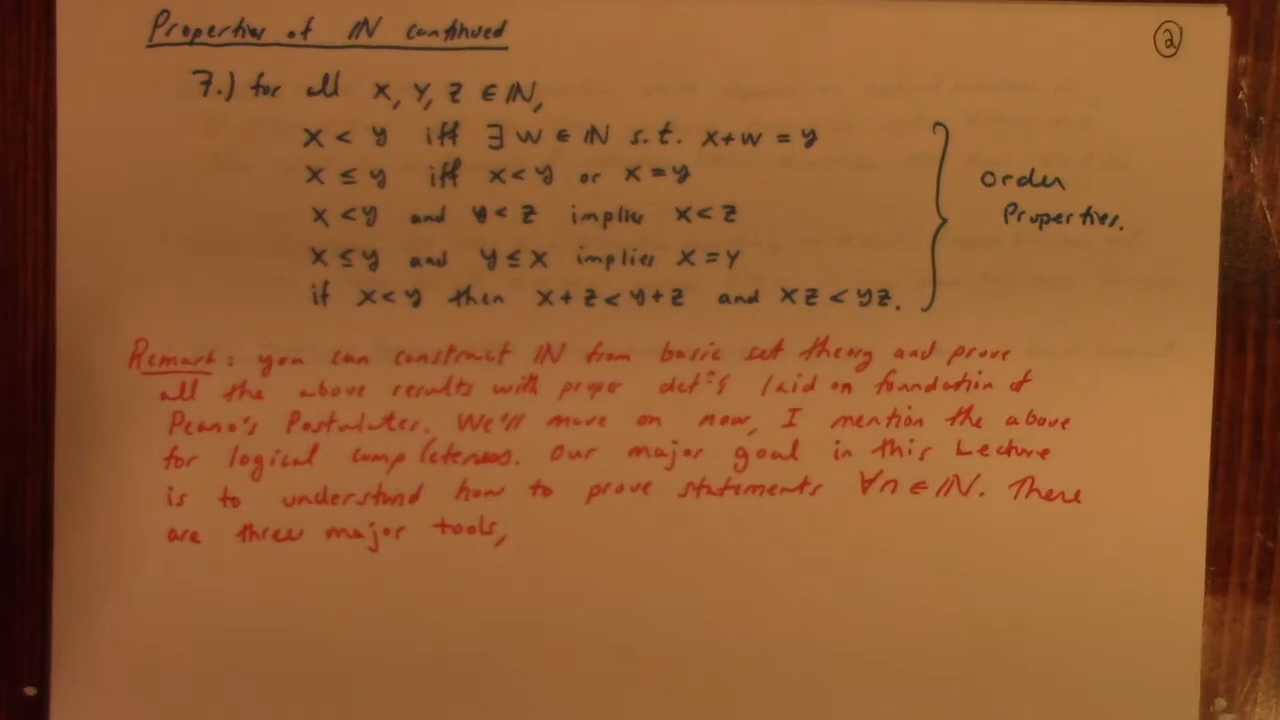 Properties of ℕ continued
②
7.) for all x, y, z ∈ ℕ,
x < y iff ∃ w ∈ ℕ s.t. x+w = y
x ≤ y iff x<y or x=y
x<y and y<z implies x<z
x≤y and y≤x implies x=y
if x<y then x+z<y+z and xz<yz.
Order
Properties.
Remark: you can construct ℕ from basic set theory and prove
all the above results with proper defⁿ's laid on foundation of
Peano's Postulates. We'll move on now, I mention the above
for logical completeness. Our major goal in this Lecture
is to understand how to prove statements ∀n∈ℕ. There
are three major tools,